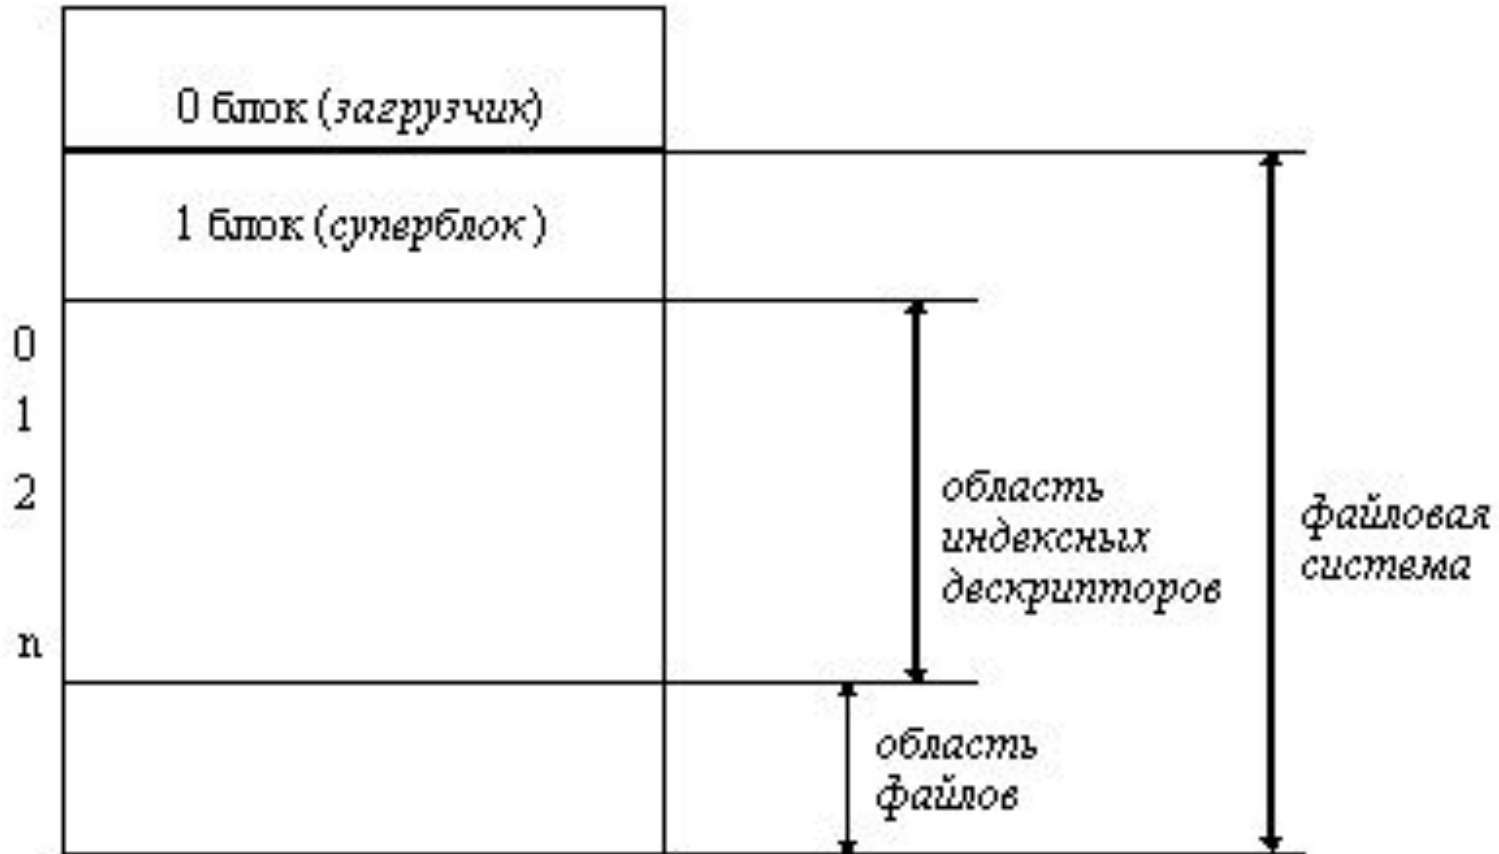 0 блок (загрузчик)
1 блок (суперблок )
0
1
2
n
область
индексных
дескрипторов
файловая
система
область
файлов